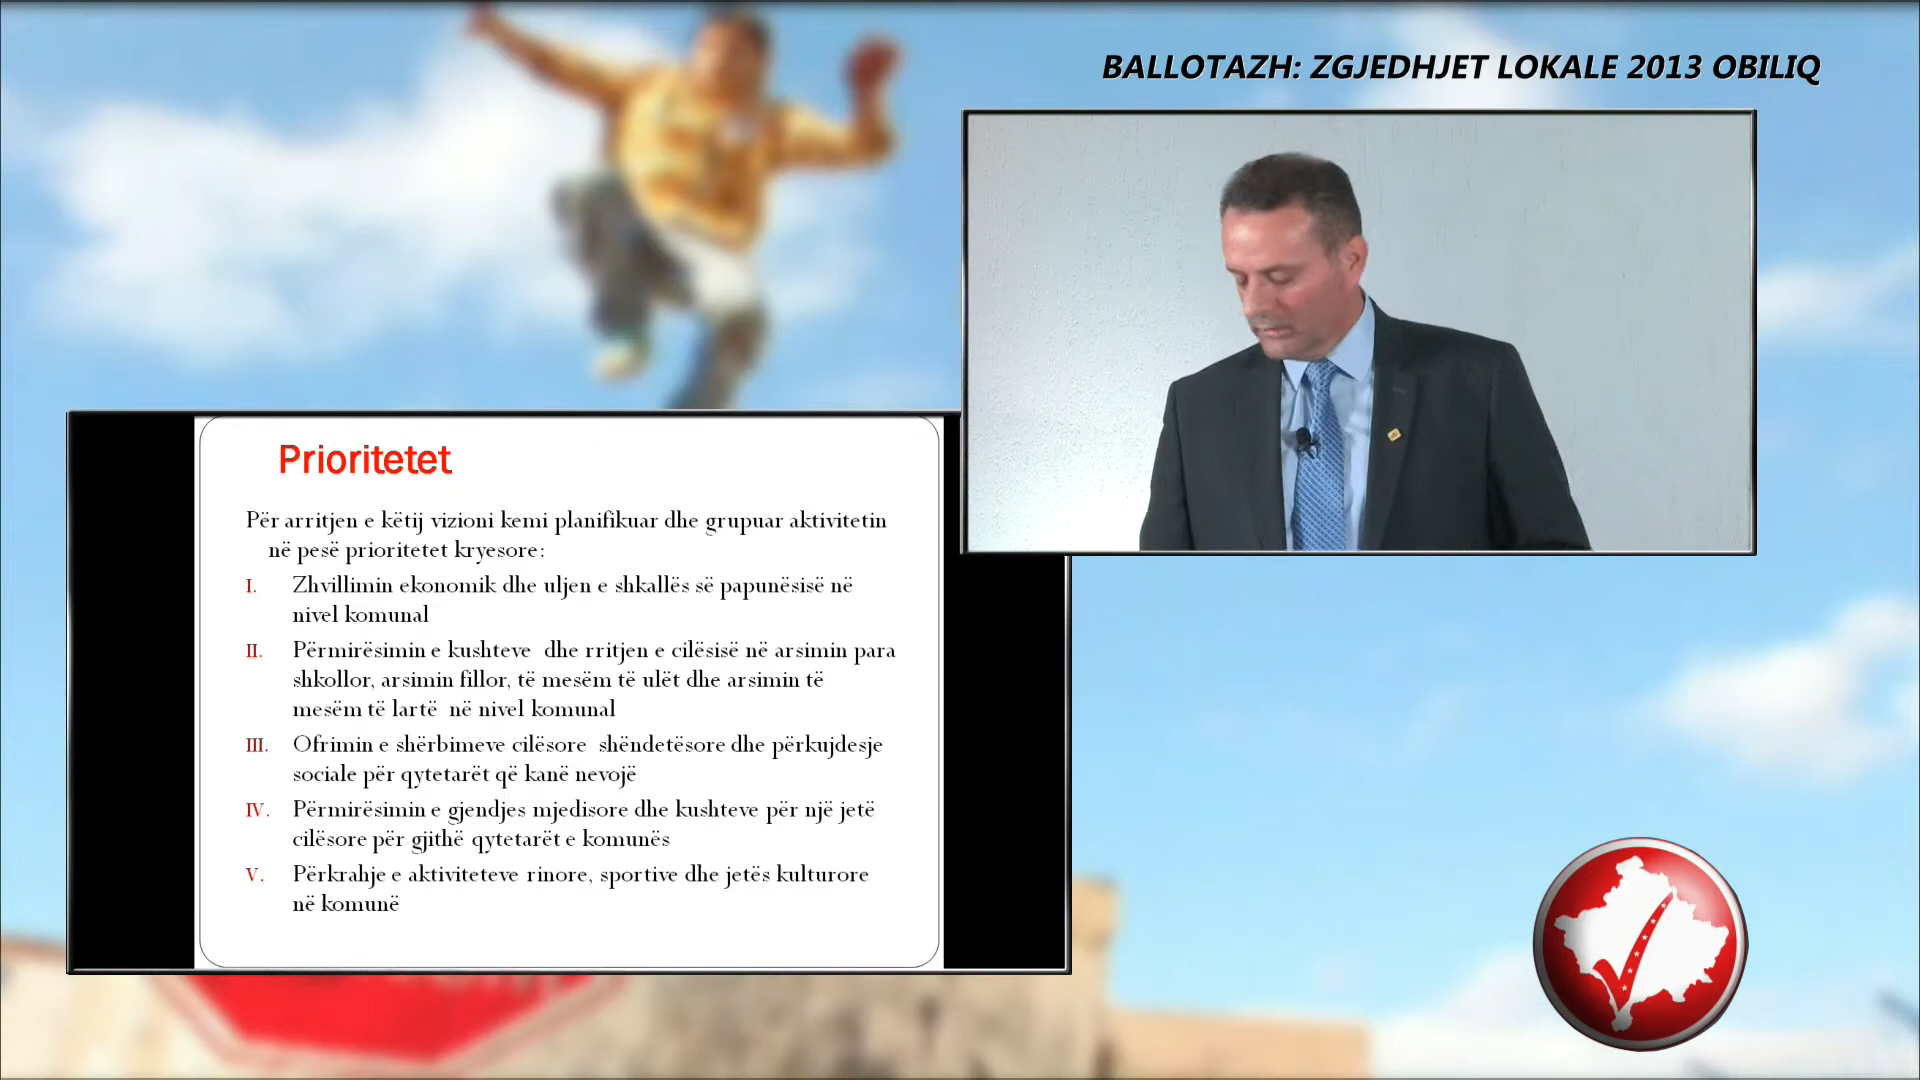 BALLOTAZH: ZGJEDHJET LOKALE 2013 OBILIQ
Prioritetet
Për arritjen e këtij vizioni kemi planifikuar dhe grupuar aktivitetin
në pesë prioritetet kryesore:
I. Zhvillimin ekonomik dhe uljen e shkallës së papunësisë në
nivel komunal
II. Përmirësimin e kushteve dhe rritjen e cilësisë në arsimin para
shkollor, arsimin fillor, të mesëm të ulët dhe arsimin të
mesëm të lartë në nivel komunal
III. Ofrimin e shërbimeve cilësore shëndetësore dhe përkujdesje
sociale për qytetarët që kanë nevojë
IV. Përmirësimin e gjendjes mjedisore dhe kushteve për një jetë
cilësore për gjithë qytetarët e komunës
V. Përkrahje e aktiviteteve rinore, sportive dhe jetës kulturore
në komunë